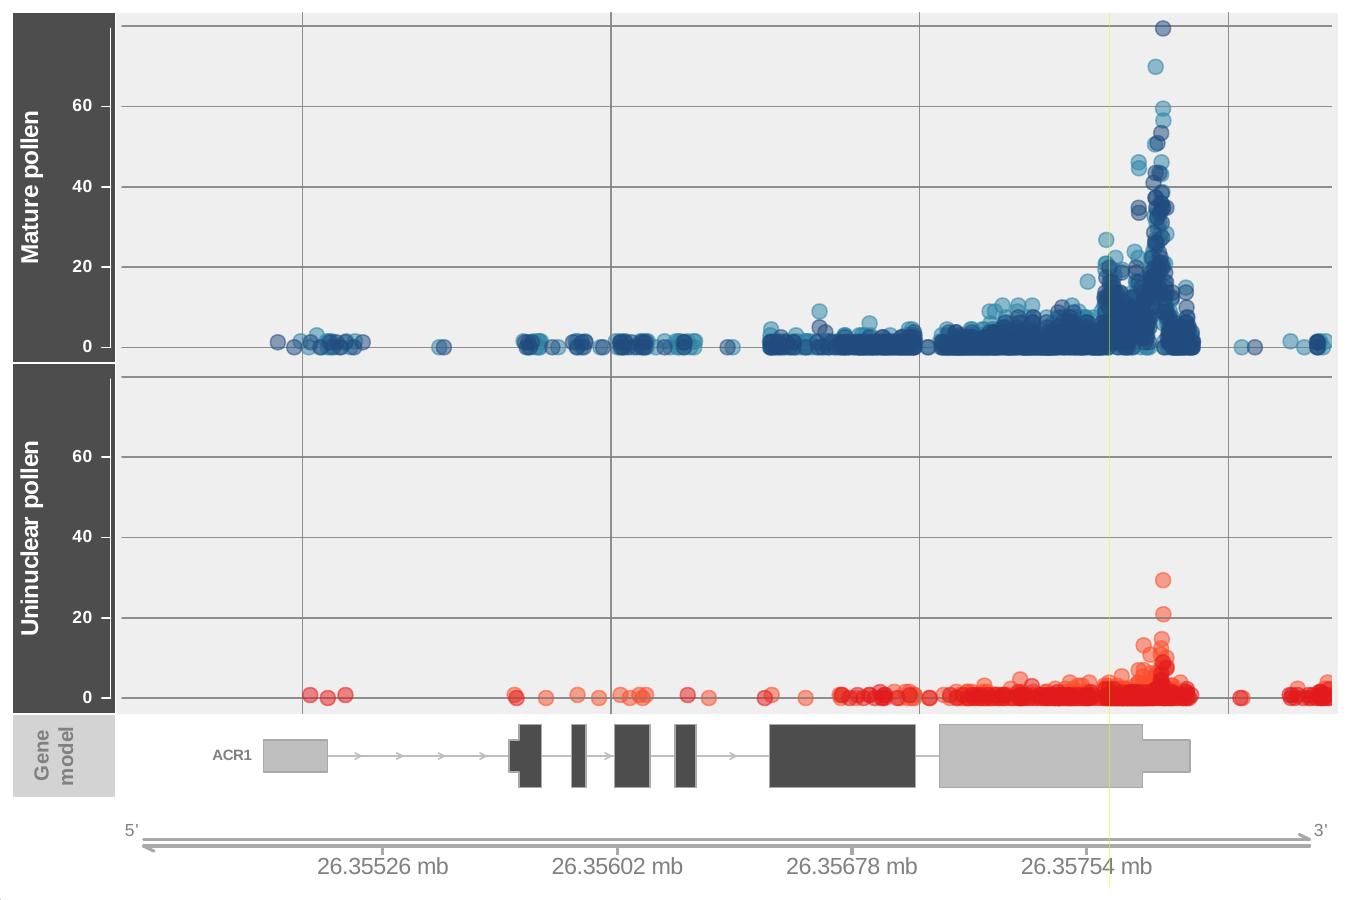 Mature pollen
60
40
20
0
Uninuclear pollen
60
40
20
0
Gene
model
ACR1
5'
3'
26.35526 mb
26.35602 mb
26.35678 mb
26.35754 mb